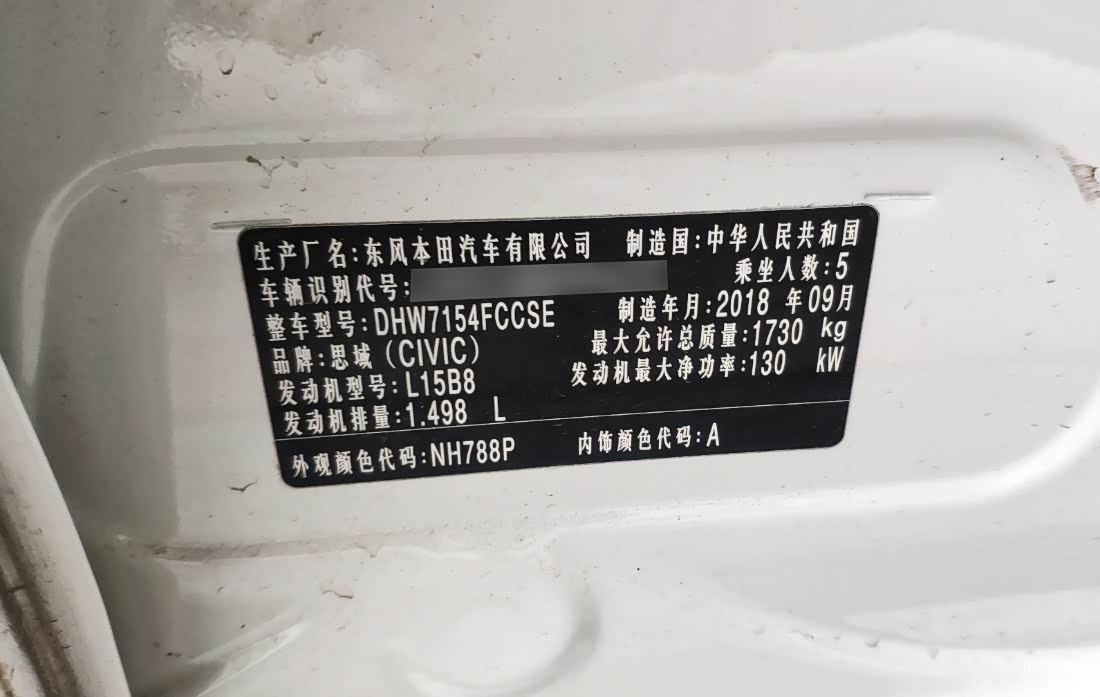 生产厂名:东风本田汽车有限公司 制造国:中华人民共和国
车辆识别代号: 乘坐人数:5
整车型号:DHW7154FCCSE 制造年月:2018 年09月
品牌:思域(CIVIC) 最大允许总质量:1730 kg
发动机型号:L15B8 发动机最大净功率:130 kW
发动机排量:1.498 L
外观颜色代码:NH788P 内饰颜色代码:A